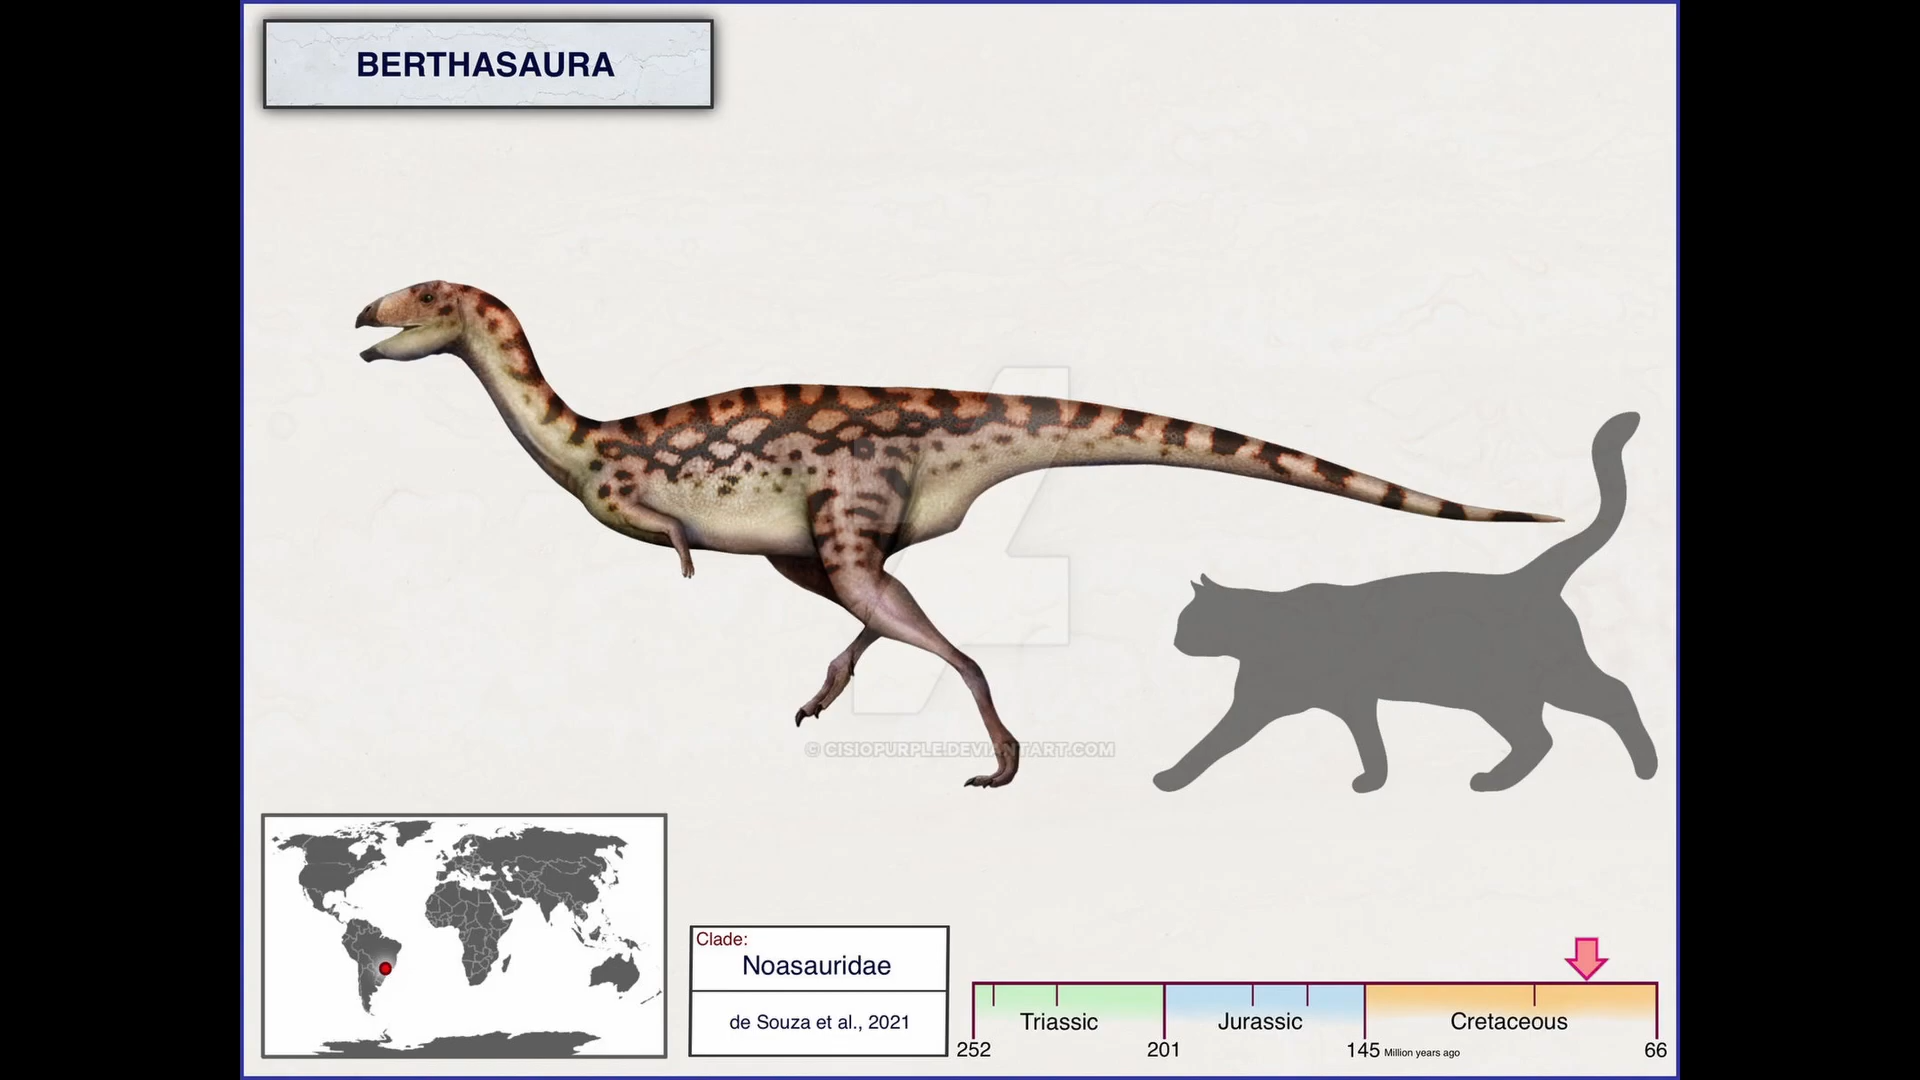 BERTHASAURA
© CISIOPURPLE.DEVIANTART.COM
Clade:
Noasauridae
de Souza et al., 2021
Triassic
Jurassic
Cretaceous
252
201
145 Million years ago
66